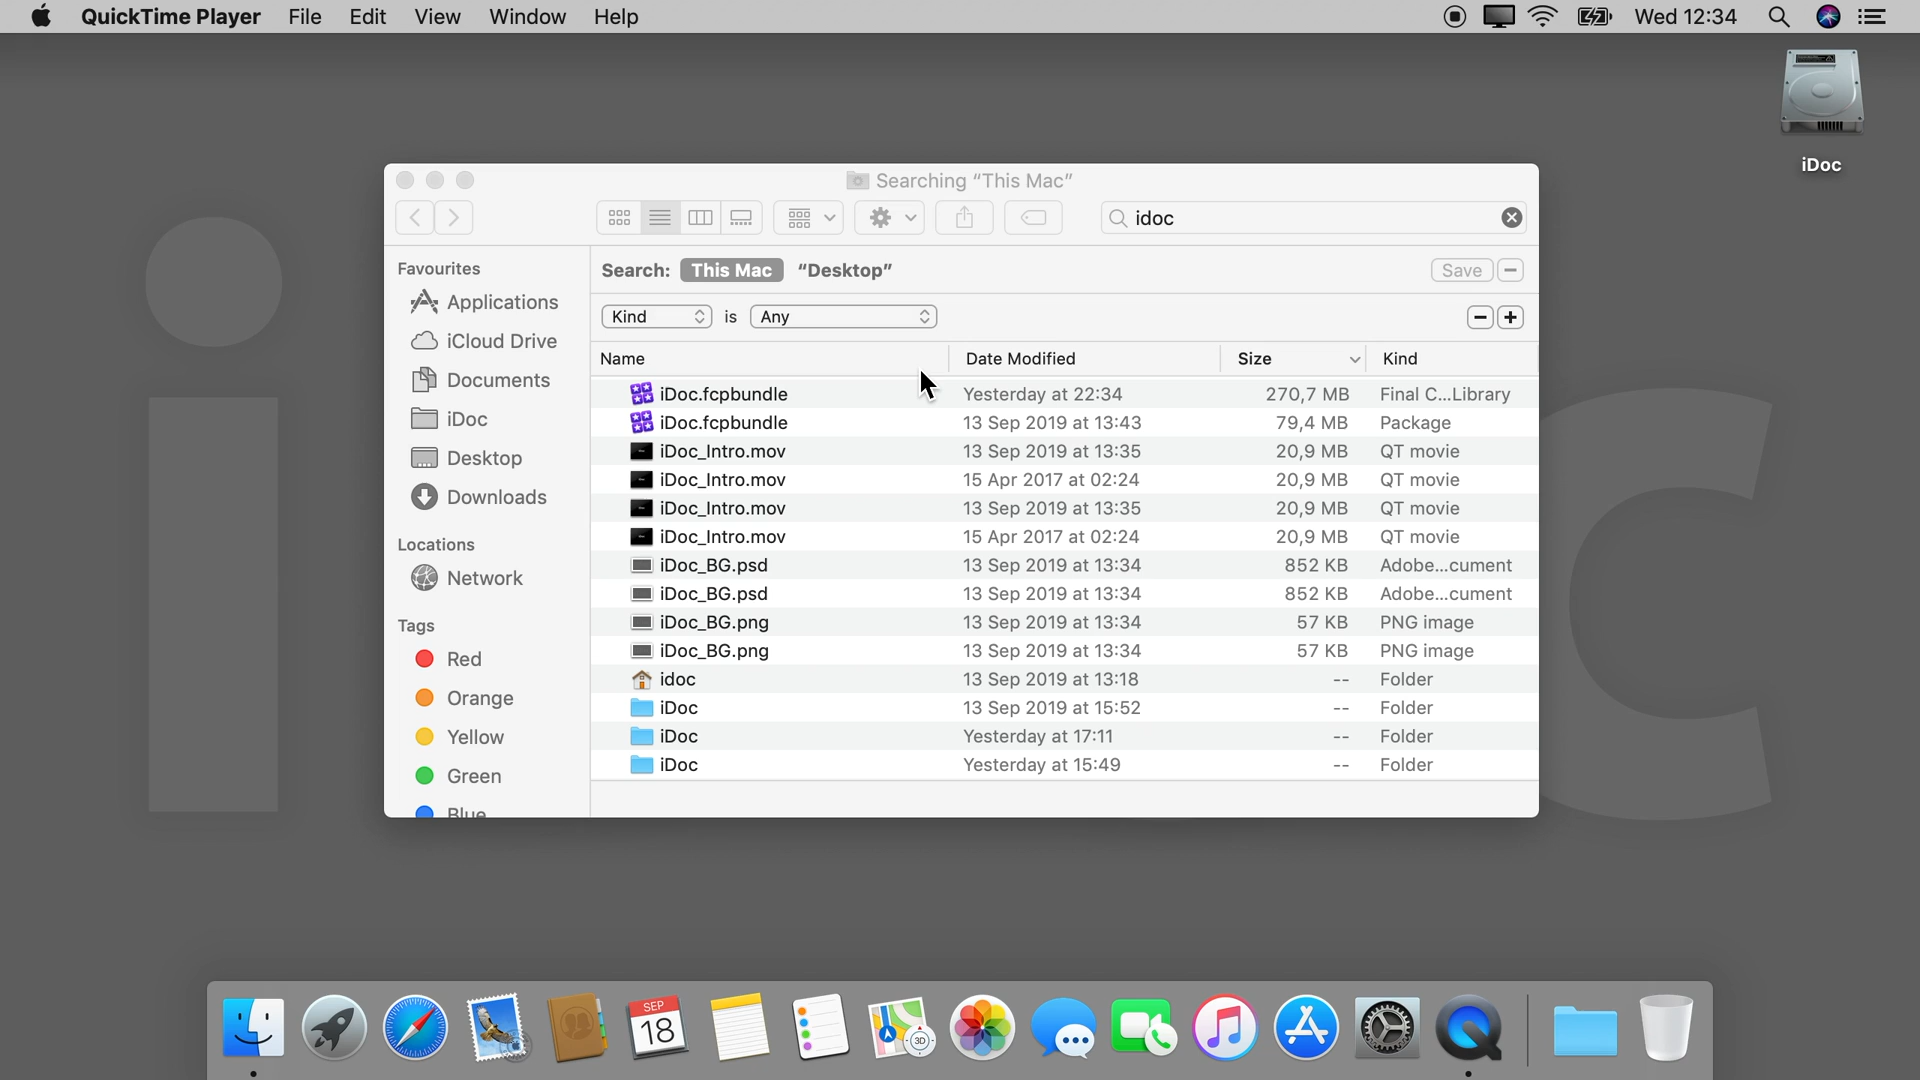 QuickTime Player File Edit View Window Help Wed 12:34
iDoc
Searching “This Mac”
idoc
Search: This Mac “Desktop” Save
Kind is Any
Name Date Modified Size Kind
iDoc.fcpbundle Yesterday at 22:34 270,7 MB Final C...Library
iDoc.fcpbundle 13 Sep 2019 at 13:43 79,4 MB Package
iDoc_Intro.mov 13 Sep 2019 at 13:35 20,9 MB QT movie
iDoc_Intro.mov 15 Apr 2017 at 02:24 20,9 MB QT movie
iDoc_Intro.mov 13 Sep 2019 at 13:35 20,9 MB QT movie
iDoc_Intro.mov 15 Apr 2017 at 02:24 20,9 MB QT movie
iDoc_BG.psd 13 Sep 2019 at 13:34 852 KB Adobe...cument
iDoc_BG.psd 13 Sep 2019 at 13:34 852 KB Adobe...cument
iDoc_BG.png 13 Sep 2019 at 13:34 57 KB PNG image
iDoc_BG.png 13 Sep 2019 at 13:34 57 KB PNG image
idoc 13 Sep 2019 at 13:18 -- Folder
iDoc 13 Sep 2019 at 15:52 -- Folder
iDoc Yesterday at 17:11 -- Folder
iDoc Yesterday at 15:49 -- Folder
Favourites
Applications
iCloud Drive
Documents
iDoc
Desktop
Downloads
Locations
Network
Tags
Red
Orange
Yellow
Green
Blue
SEP
18
3D